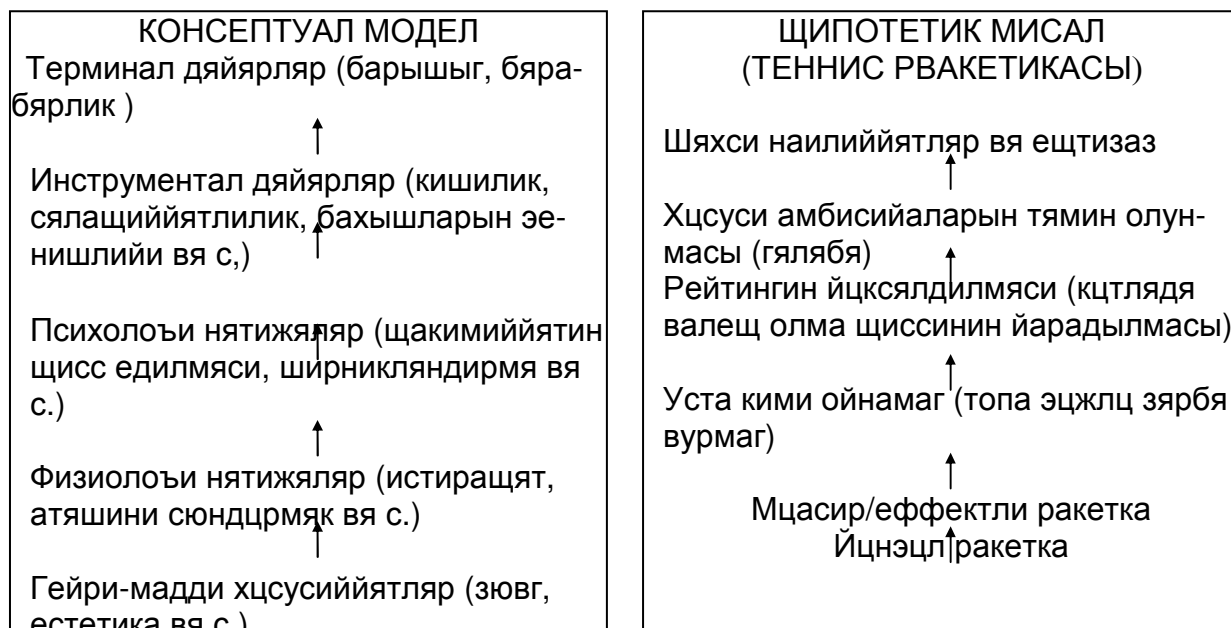 КОНСЕПТУАЛ МОДЕЛ
Терминал дяйярляр (барышыг, бяра-
бярлик )
Инструментал дяйярляр (кишилик,
сялащиййятлилик, бахышларын эе-
нишлийи вя с,)
Психолоъи нятижяляр (щакимиййятин
щисс едилмяси, ширникляндирмя вя
с.)
Физиолоъи нятижяляр (истиращят,
атяшини сюндцрмяк вя с.)
Гейри-мадди хцсусиййятляр (зювг,
естетика вя с.)
ЩИПОТЕТИК МИСАЛ
(ТЕННИС РВАКЕТИКАСЫ)
Шяхси наилиййятляр вя ещтизаз
Хцсуси амбисийаларын тямин олун-
масы (гялябя)
Рейтингин йцксялдилмяси (кцтлядя
валещ олма щиссинин йарадылмасы)
Уста кими ойнамаг (топа эцжлц зярбя
вурмаг)
Мцасир/еффектли ракетка
Йцнэцл ракетка